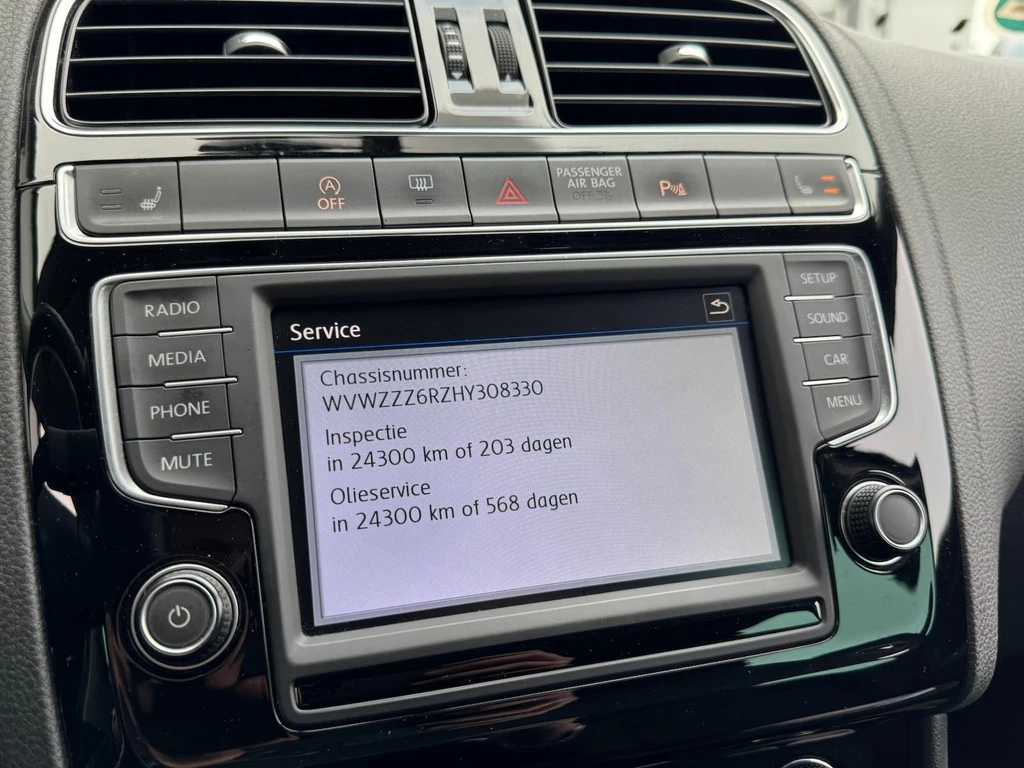 A
OFF
PASSENGER
AIR BAG
OFF
P
RADIO
MEDIA
PHONE
MUTE
Service
Chassisnummer:
WVWZZZ6RZHY308330
Inspectie
in 24300 km of 203 dagen
Olieservice
in 24300 km of 568 dagen
SETUP
SOUND
CAR
MENU